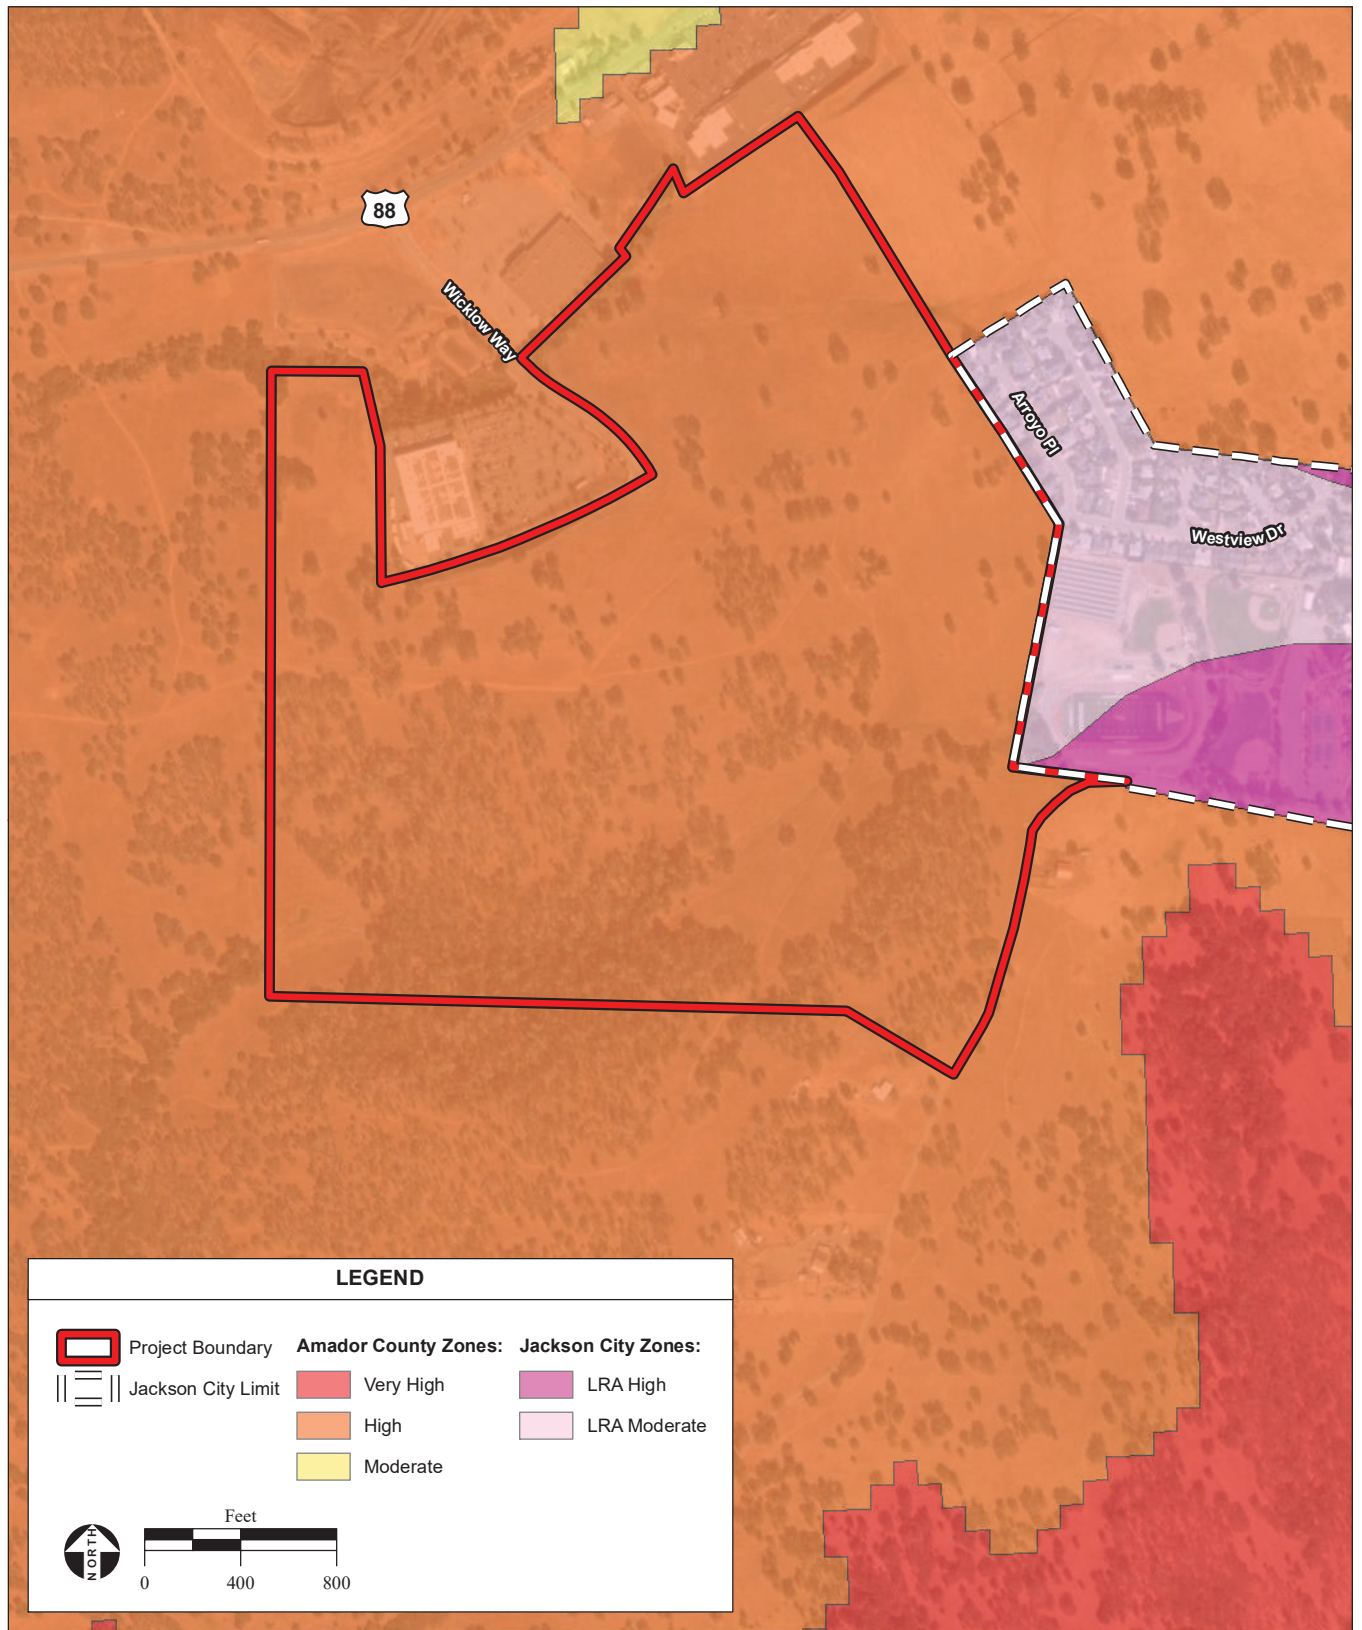 88
Wicklow Way
Arroyo Pl
Westview Dr
LEGEND
Project Boundary
Jackson City Limit
Amador County Zones:
Very High
High
Moderate
Jackson City Zones:
LRA High
LRA Moderate
NORTH
Feet
0 400 800